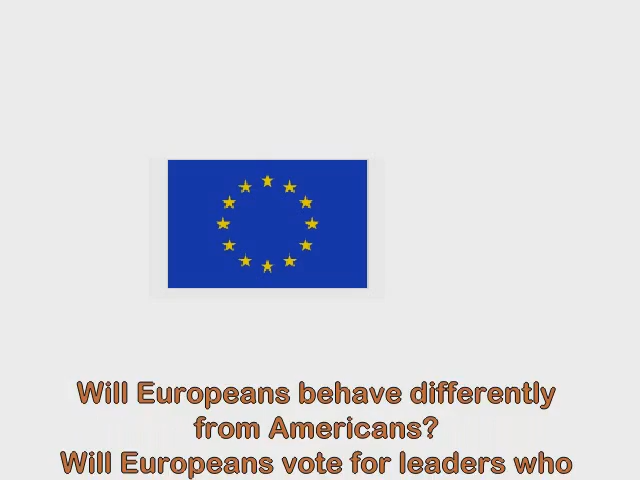 Will Europeans behave differently
from Americans?
Will Europeans vote for leaders who